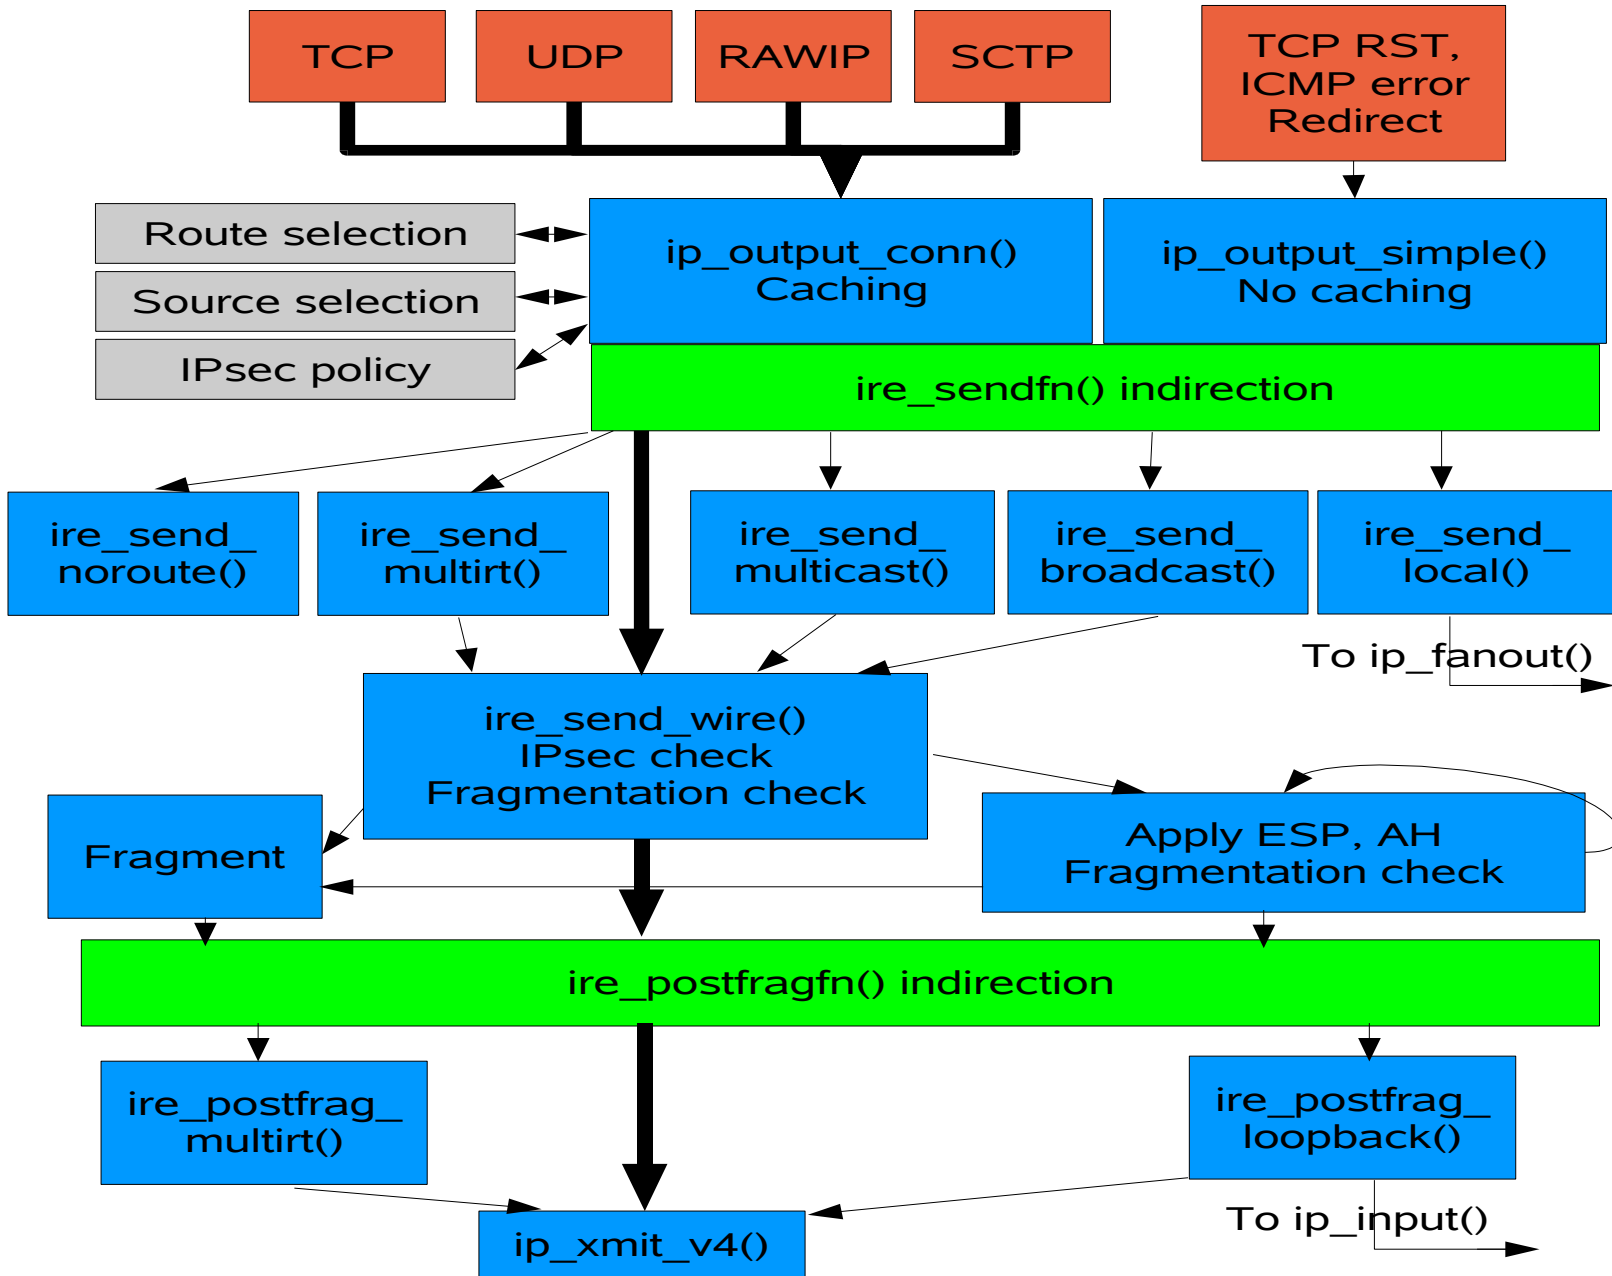 TCP
UDP
RAWIP
SCTP
TCP RST,
ICMP error
Redirect
Route selection
Source selection
IPsec policy
ip_output_conn()
Caching
ip_output_simple()
No caching
ire_sendfn() indirection
ire_send_
noroute()
ire_send_
multirt()
ire_send_
multicast()
ire_send_
broadcast()
ire_send_
local()
To ip_fanout()
ire_send_wire()
IPsec check
Fragmentation check
Fragment
Apply ESP, AH
Fragmentation check
ire_postfragfn() indirection
ire_postfrag_
multirt()
ire_postfrag_
loopback()
To ip_input()
ip_xmit_v4()